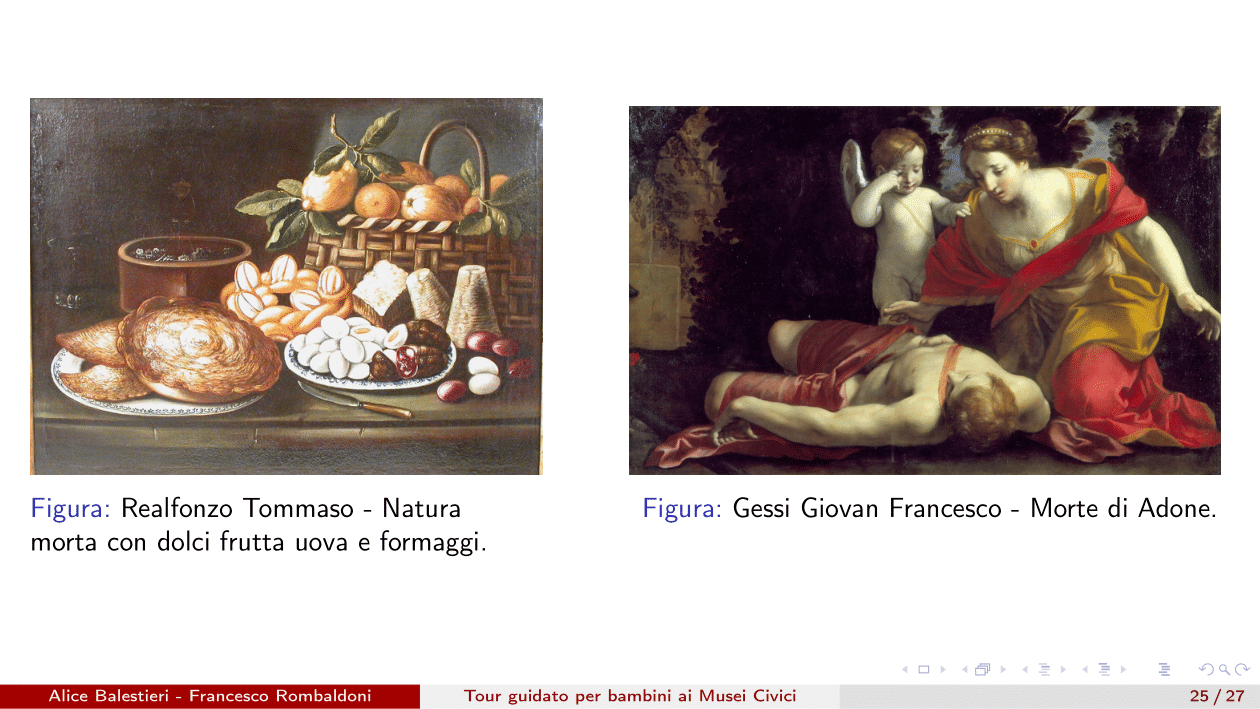 Figura: Realfonzo Tommaso - Natura
morta con dolci frutta uova e formaggi.
Figura: Gessi Giovan Francesco - Morte di Adone.
Alice Balestieri - Francesco Rombaldoni
Tour guidato per bambini ai Musei Civici
25 / 27